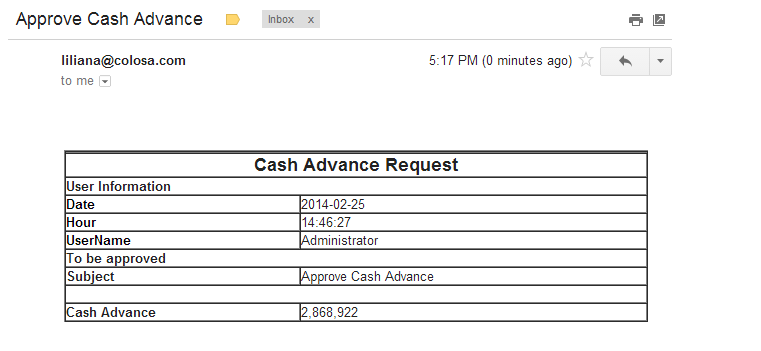 Approve Cash Advance Inbox x
liliana@colosa.com 5:17 PM (0 minutes ago)
to me
Cash Advance Request
User Information
Date 2014-02-25
Hour 14:46:27
UserName Administrator
To be approved
Subject Approve Cash Advance
Cash Advance 2,868,922